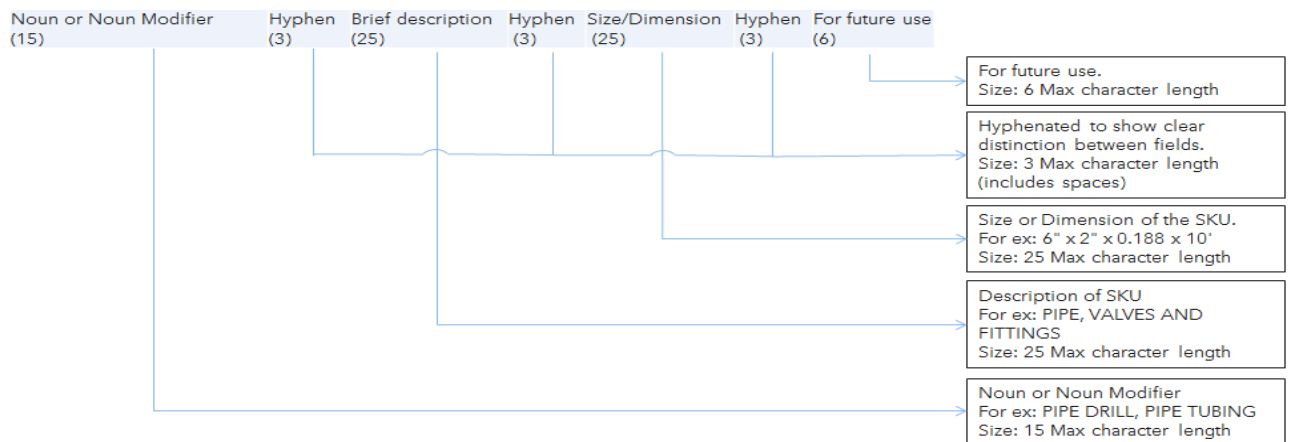 Noun or Noun Modifier Hyphen Brief description Hyphen Size/Dimension Hyphen For future use
(15) (3) (25) (3) (25) (3) (6)
For future use.
Size: 6 Max character length
Hyphenated to show clear
distinction between fields.
Size: 3 Max character length
(includes spaces)
Size or Dimension of the SKU.
For ex: 6" x 2" x 0.188 x 10'
Size: 25 Max character length
Description of SKU
For ex: PIPE, VALVES AND
FITTINGS
Size: 25 Max character length
Noun or Noun Modifier
For ex: PIPE DRILL, PIPE TUBING
Size: 15 Max character length